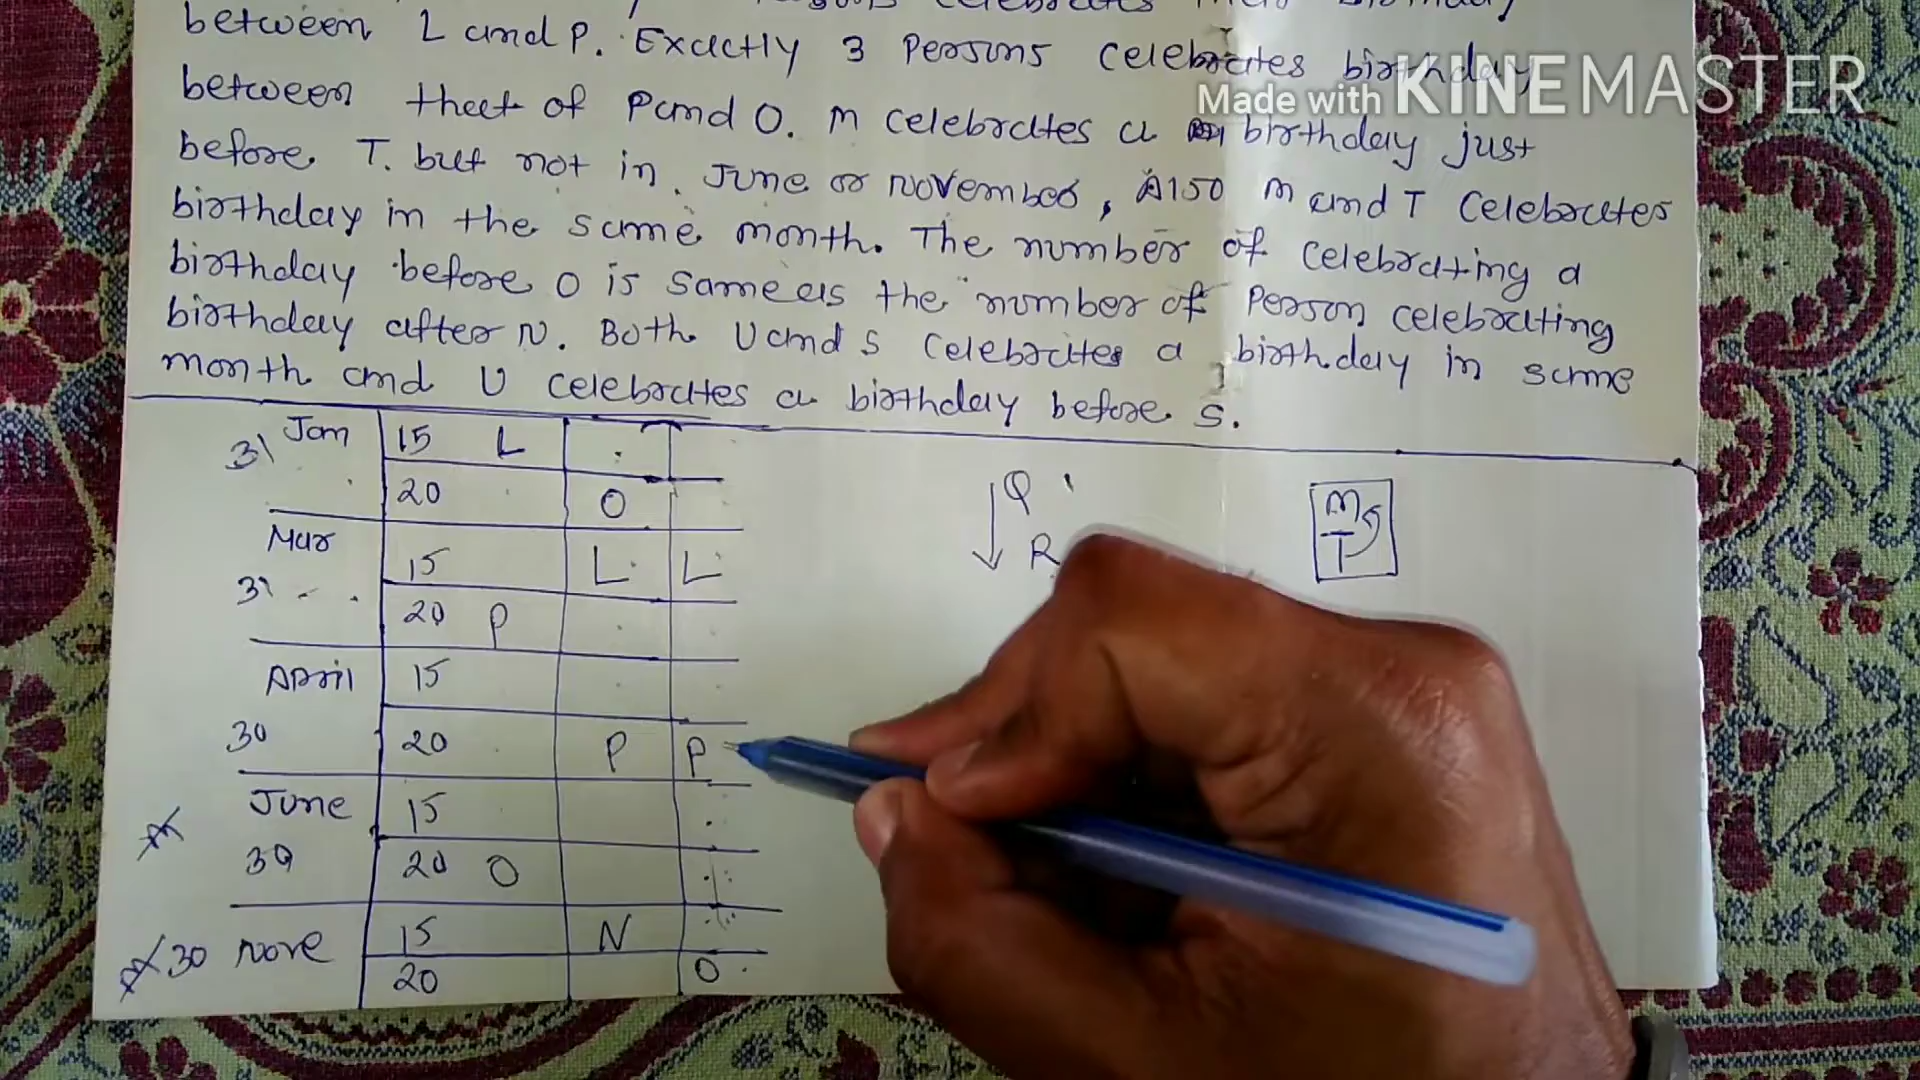 celebrates their birthday
between L and P. Exactly 3 Persons celebrates birthday
between that of P and O. M celebrates a birthday just
before T. but not in June or November, Also M and T celebrates
birthday in the same month. The number of celebrating a
birthday before O is same as the number of Person celebrating
birthday after N. Both U and S celebrates a birthday in same
month and U celebrates a birthday before S.
Made with KINEMASTER
Jan 15 L
31
20 O
Mar 15 L L
31
20 P
April 15
30 20 P P
June 15
30 20 O
30 Nove 15 N
20 O
Q
R
M
T